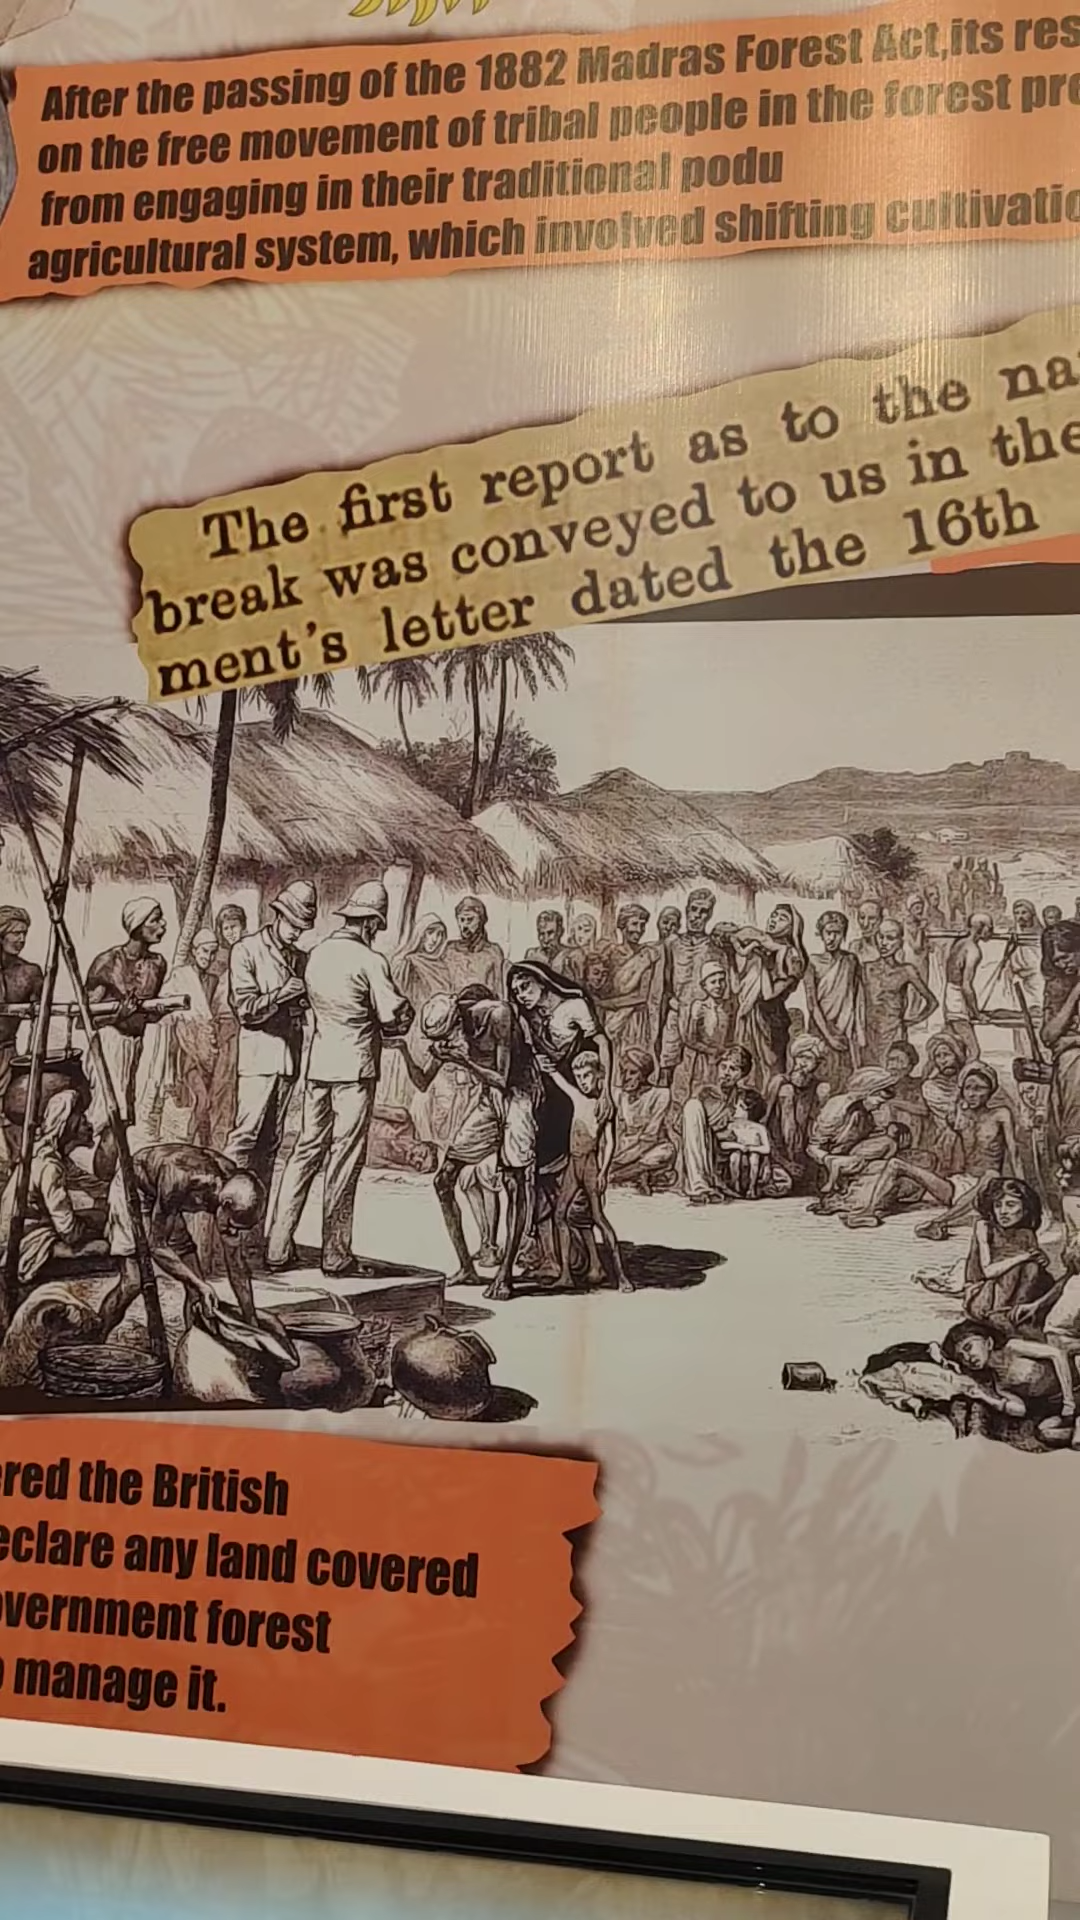 After the passing of the 1882 Madras Forest Act,its
on the free movement of tribal people in the forest
from engaging in their traditional podu
agricultural system, which involved shifting
The first report as to the
break was conveyed to us in the
ment's letter dated the 16th
the British
any land covered
forest
manage it.